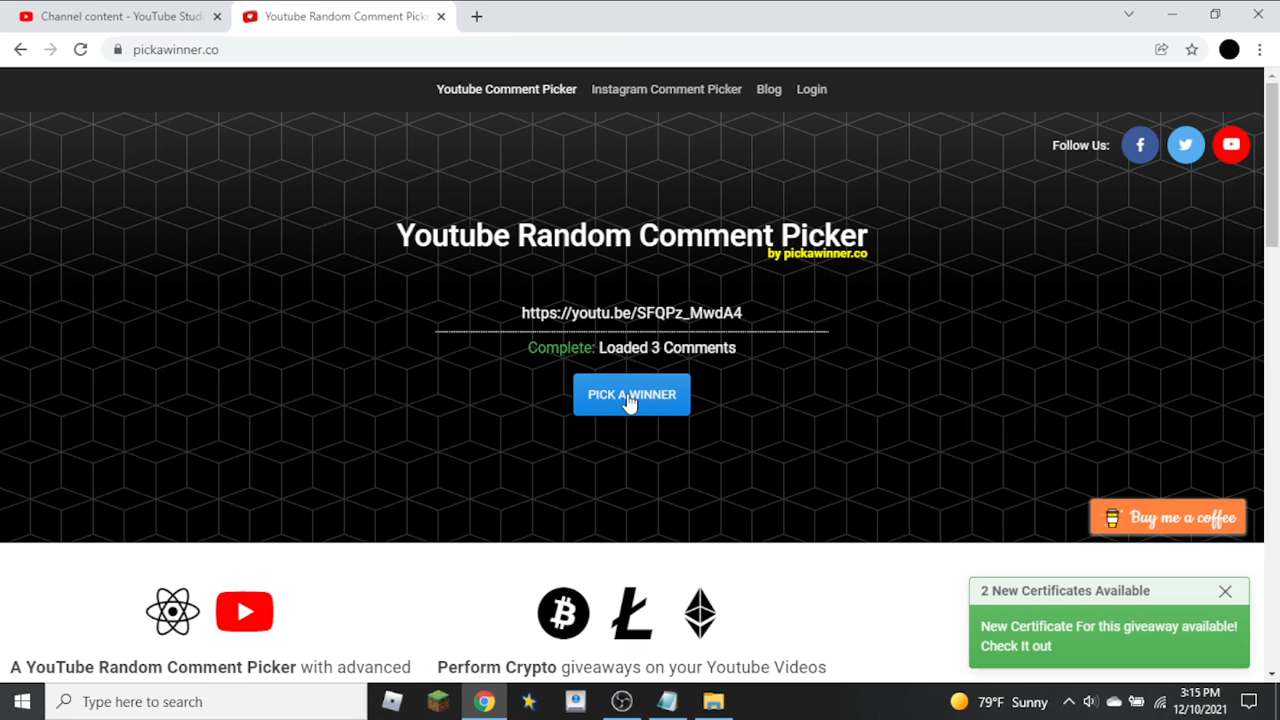 Channel content - YouTube Studi
Youtube Random Comment Pick
pickawinner.co
Youtube Comment Picker Instagram Comment Picker Blog Login
Follow Us:
Youtube Random Comment Picker
by pickawinner.co
https://youtu.be/SFQPz_MwdA4
Complete: Loaded 3 Comments
PICK A WINNER
Buy me a coffee
2 New Certificates Available
New Certificate For this giveaway available!
Check It out
A YouTube Random Comment Picker with advanced
Perform Crypto giveaways on your Youtube Videos
Type here to search
79°F Sunny
3:15 PM
12/10/2021